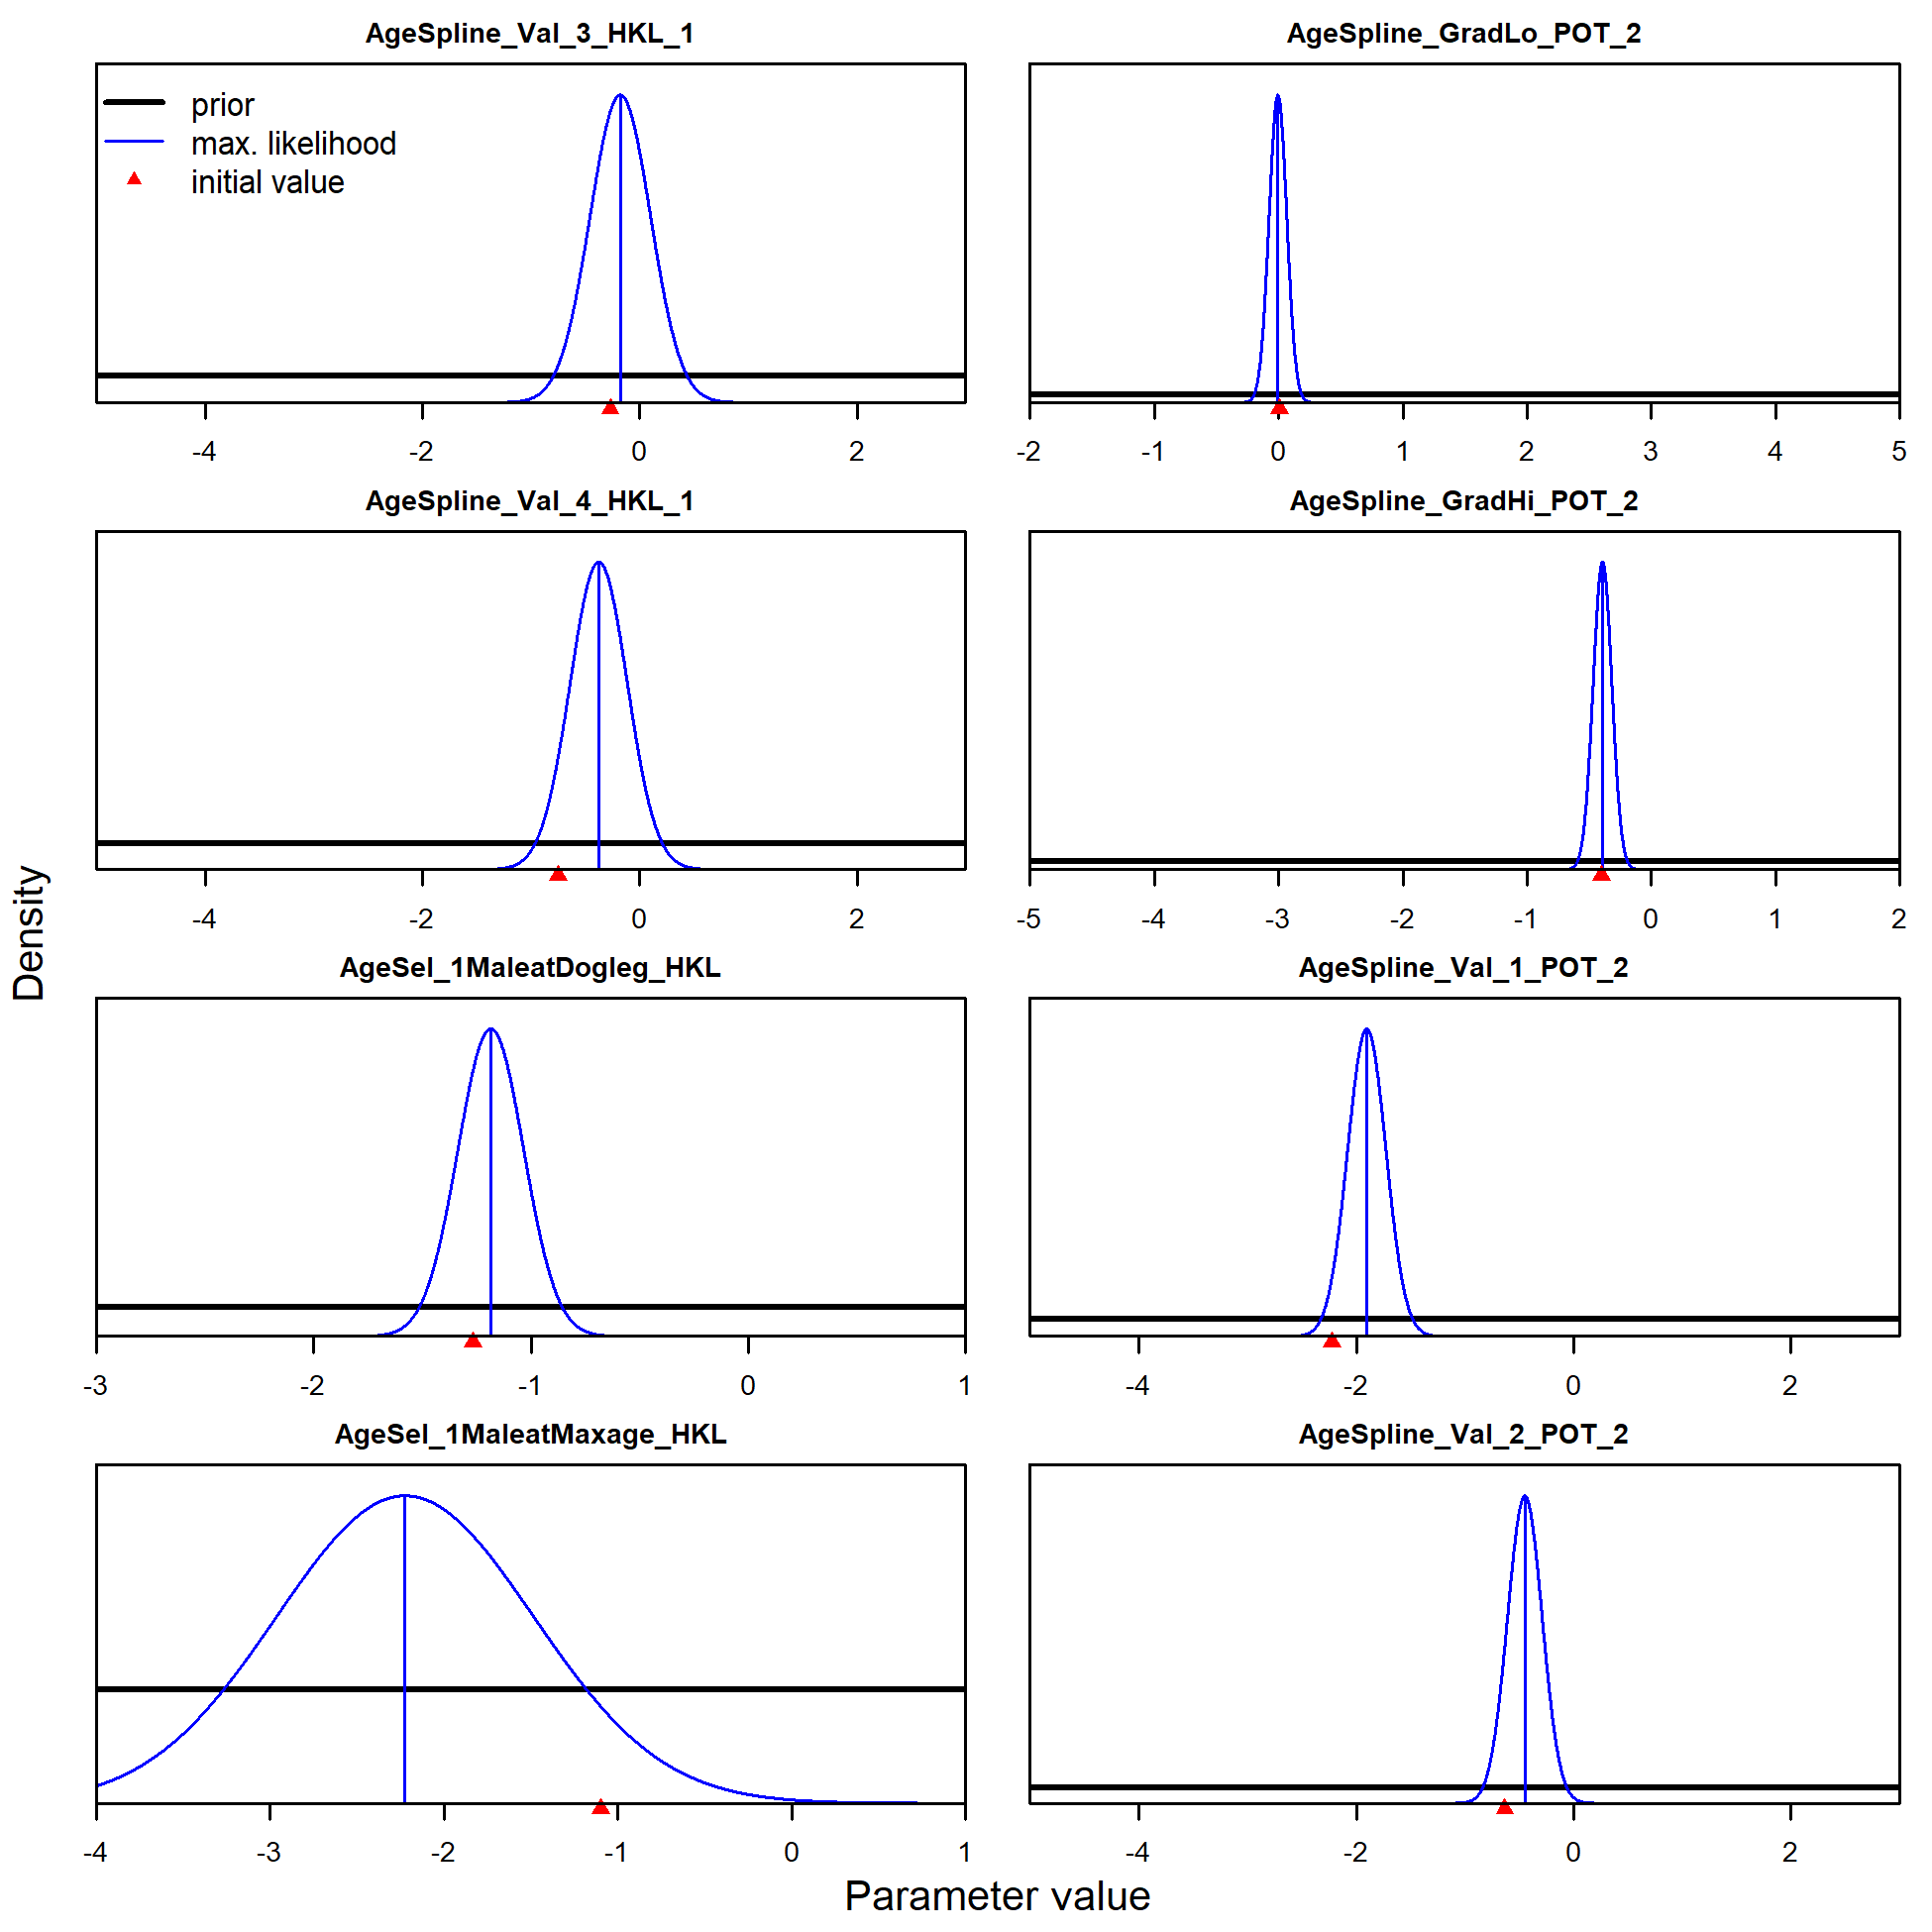 AgeSpline_Val_3_HKL_1
prior
max. likelihood
initial value
-4 -2 0 2
AgeSpline_GradLo_POT_2
-2 -1 0 1 2 3 4 5
AgeSpline_Val_4_HKL_1
-4 -2 0 2
AgeSpline_GradHi_POT_2
-5 -4 -3 -2 -1 0 1 2
AgeSel_1MaleatDogleg_HKL
-3 -2 -1 0 1
AgeSpline_Val_1_POT_2
-4 -2 0 2
AgeSel_1MaleatMaxage_HKL
-4 -3 -2 -1 0 1
AgeSpline_Val_2_POT_2
-4 -2 0 2
Density
Parameter value